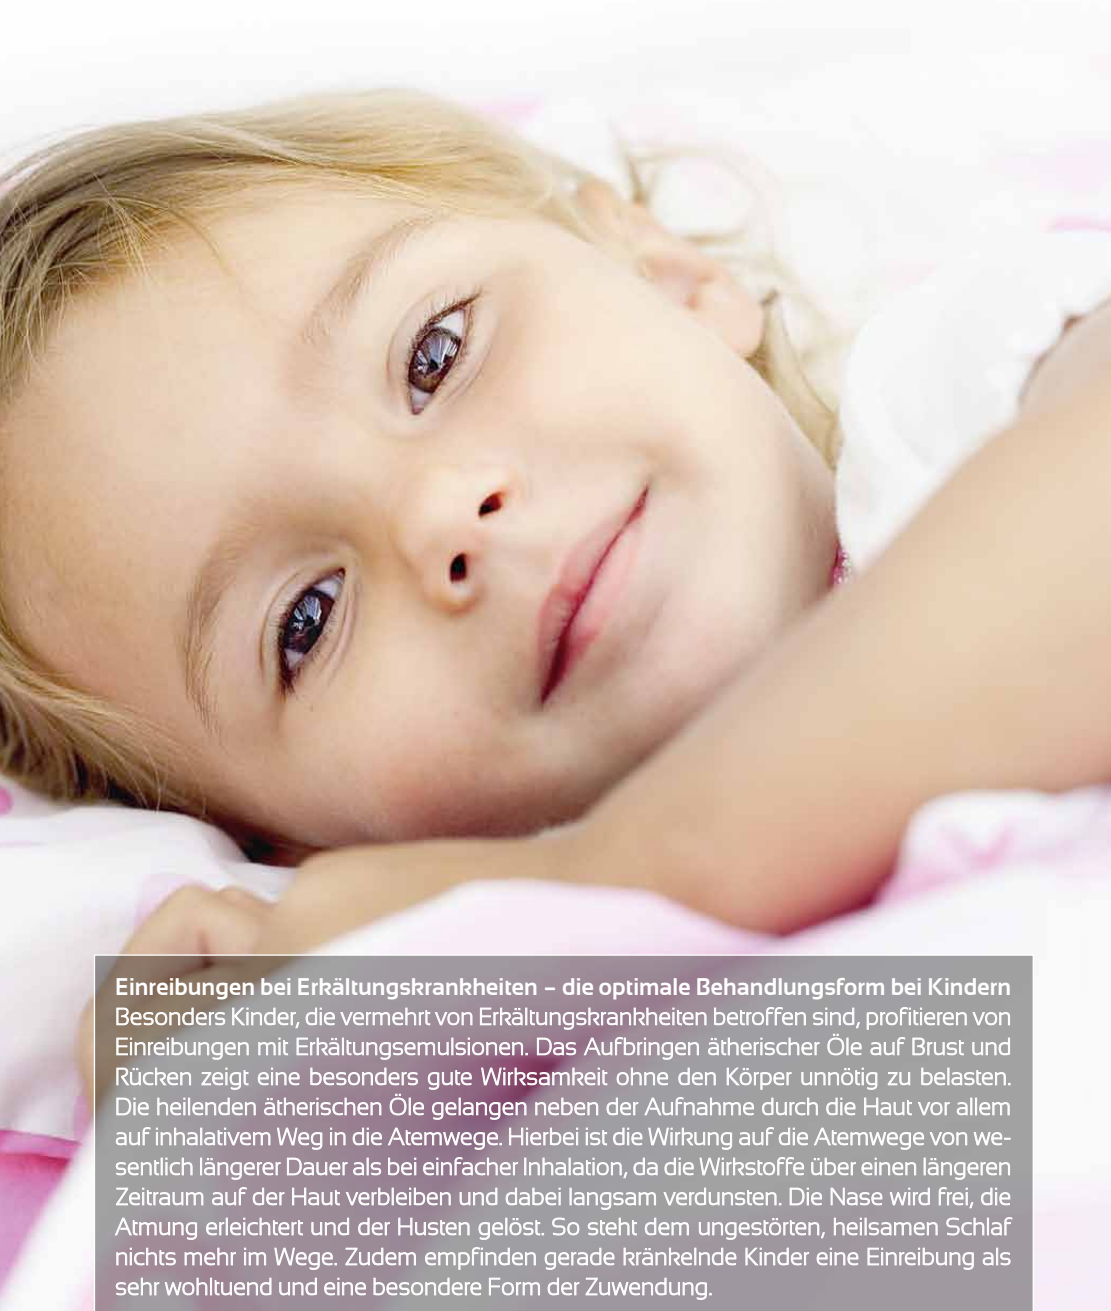 Einreibungen bei Erkältungskrankheiten – die optimale Behandlungsform bei Kindern
Besonders Kinder, die vermehrt von Erkältungskrankheiten betroffen sind, profitieren von
Einreibungen mit Erkältungsemulsionen. Das Aufbringen ätherischer Öle auf Brust und
Rücken zeigt eine besonders gute Wirksamkeit ohne den Körper unnötig zu belasten.
Die heilenden ätherischen Öle gelangen neben der Aufnahme durch die Haut vor allem
auf inhalativem Weg in die Atemwege. Hierbei ist die Wirkung auf die Atemwege von we-
sentlich längerer Dauer als bei einfacher Inhalation, da die Wirkstoffe über einen längeren
Zeitraum auf der Haut verbleiben und dabei langsam verdunsten. Die Nase wird frei, die
Atmung erleichtert und der Husten gelöst. So steht dem ungestörten, heilsamen Schlaf
nichts mehr im Wege. Zudem empfinden gerade kränkelnde Kinder eine Einreibung als
sehr wohltuend und eine besondere Form der Zuwendung.